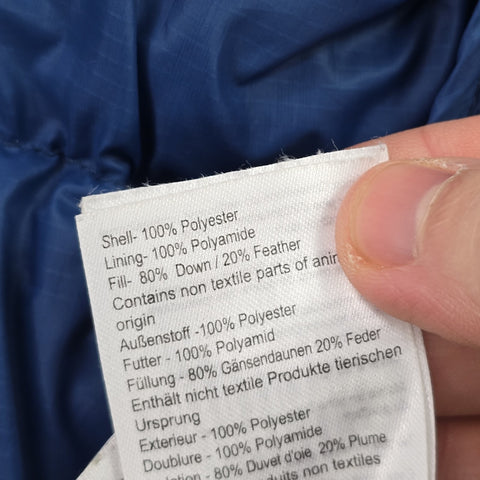 Shell- 100% Polyester
Lining- 100% Polyamide
Fill- 80% Down / 20% Feather
Contains non textile parts of
origin
Außenstoff -100% Polyester
Futter - 100% Polyamid
Füllung - 80% Gänsendaunen 20% Feder
Enthält nicht textile Produkte tierischen
Ursprung
Exterieur - 100% Polyester
Doublure - 100% Polyamide
- 80% Duvet d'oie 20% Plume
non textiles